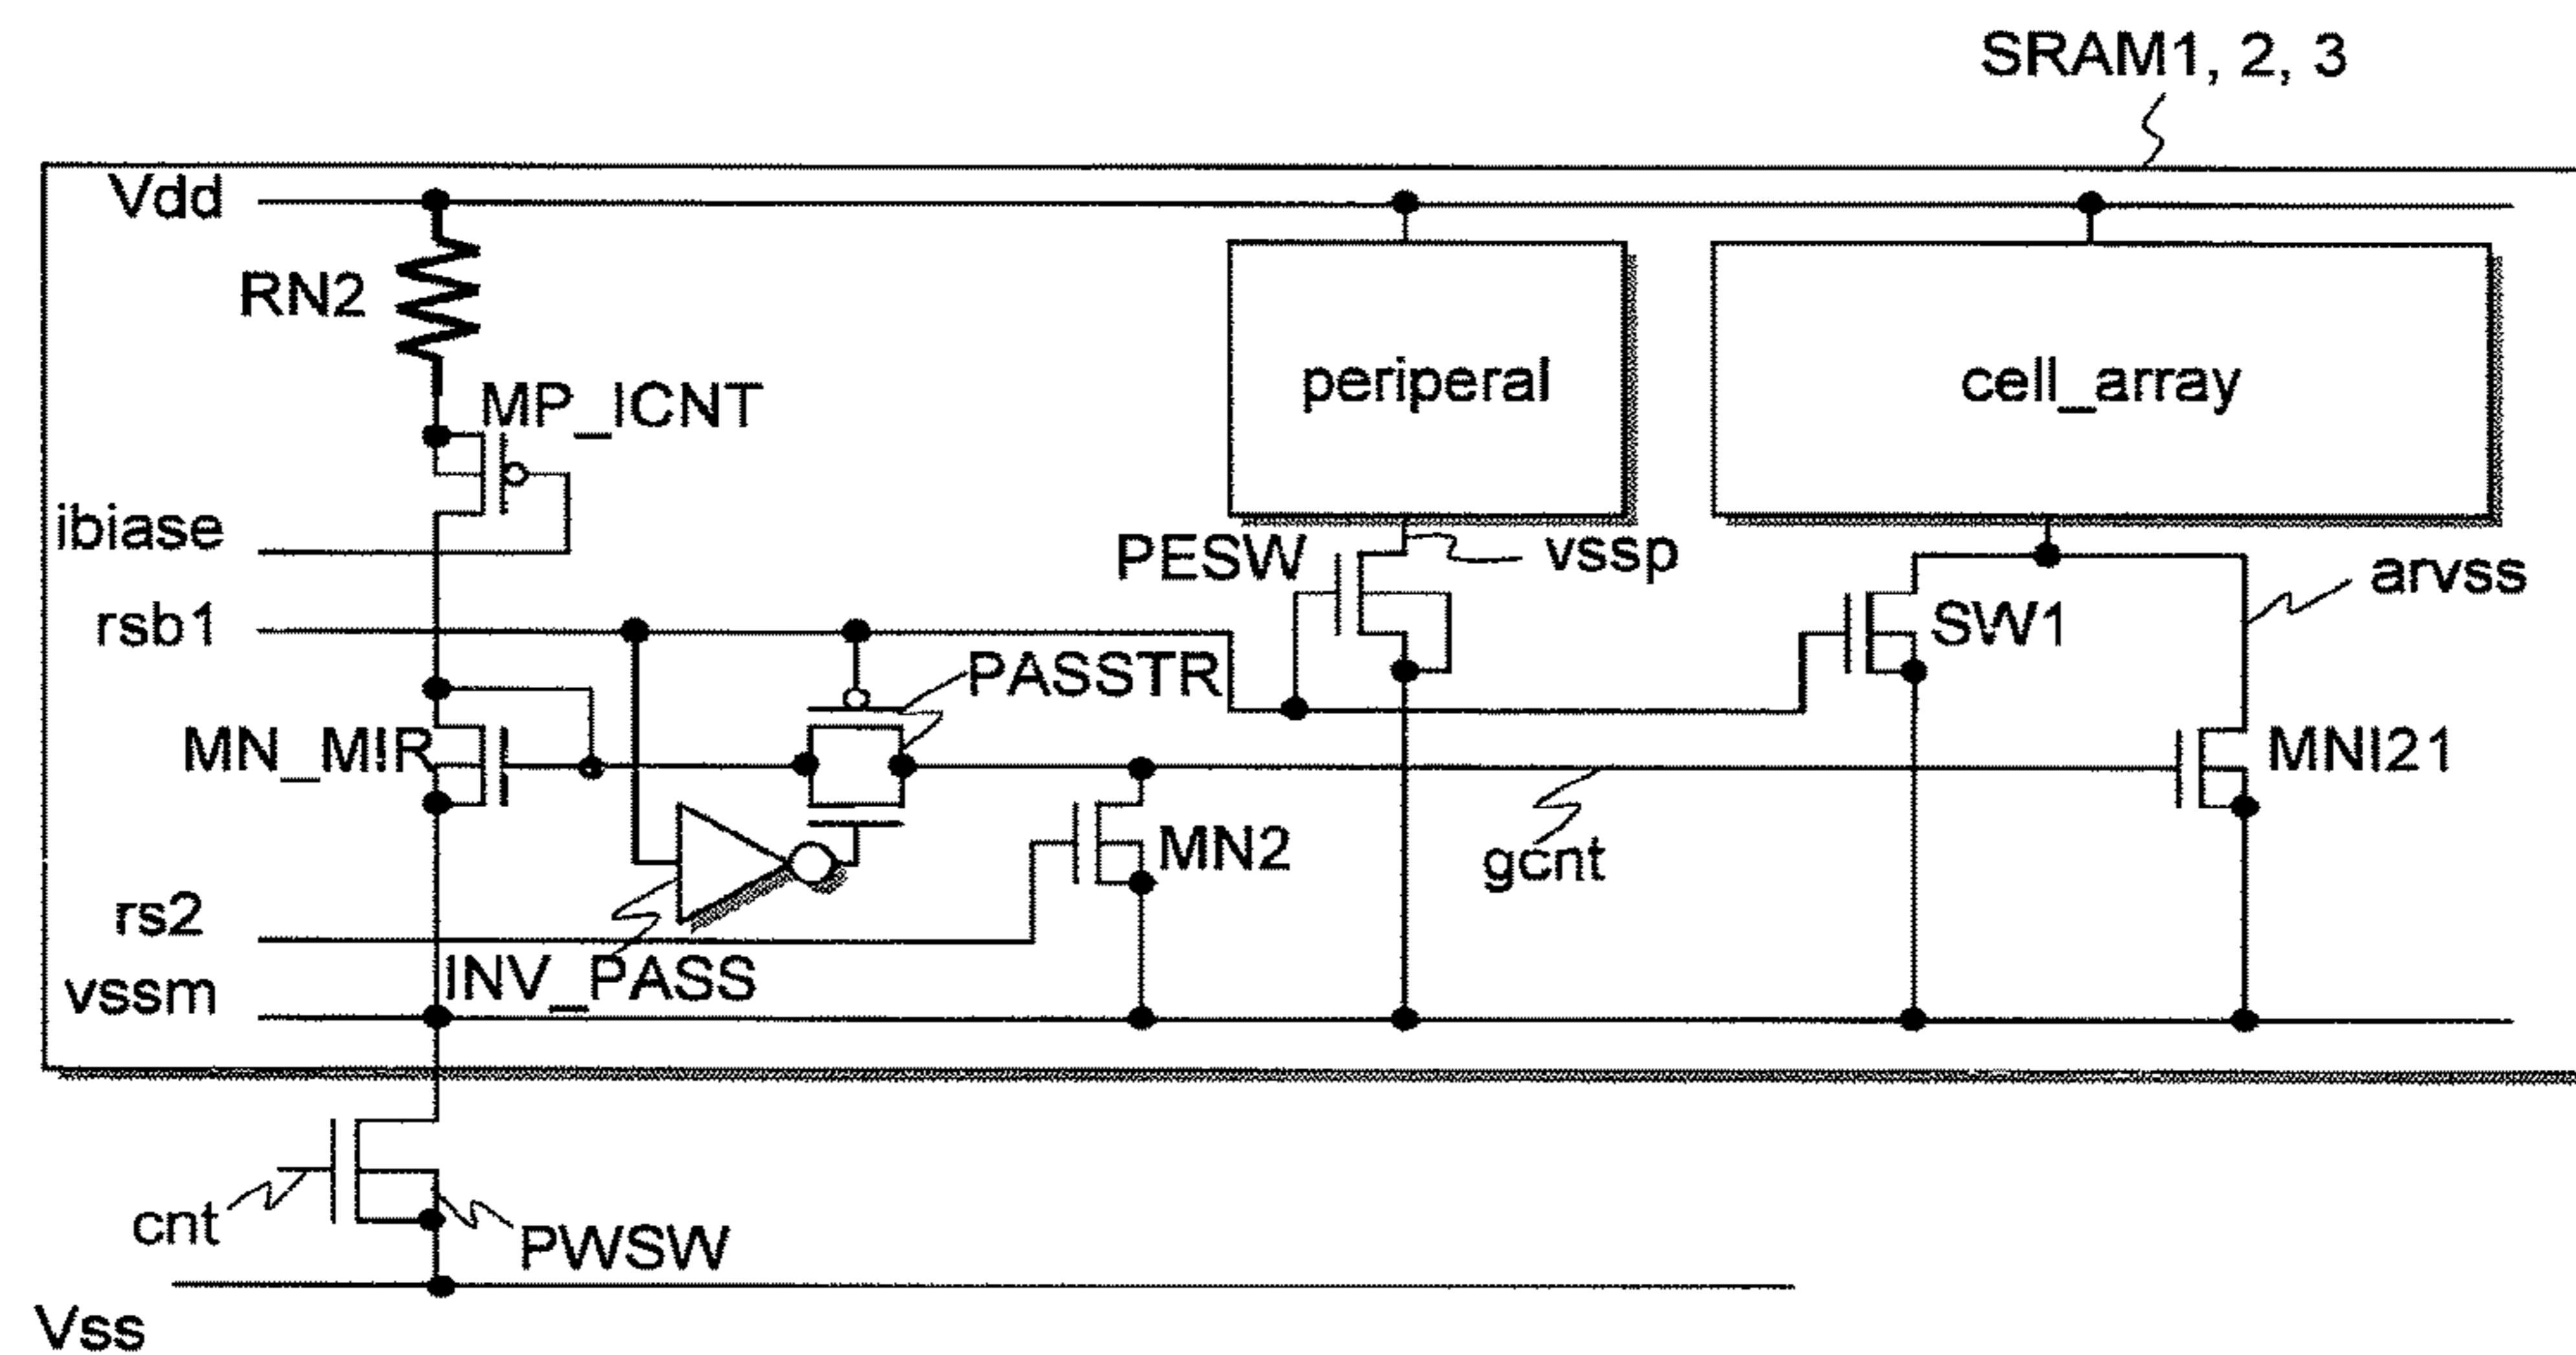 SRAM1, 2, 3
Vdd
RN2
MP_ICNT
periperal
cell_array
ibiase
PESW
vssp
arvss
rsb1
SW1
PASSTR
MN_MIR
MNI21
MN2
gcnt
rs2
INV_PASS
vssm
cnt
PWSW
Vss